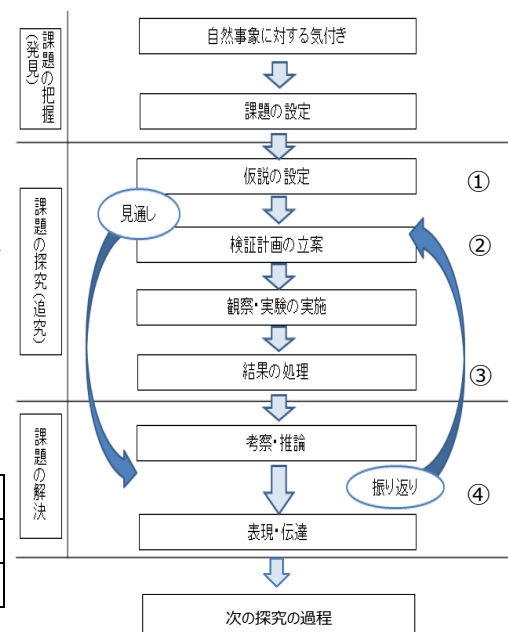 課題の把握
(発見)
自然事象に対する気付き
課題の設定
課題の探究(追究)
仮説の設定
①
見通し
検証計画の立案
②
観察・実験の実施
結果の処理
③
課題の解決
考察・推論
振り返り
④
表現・伝達
次の探究の過程